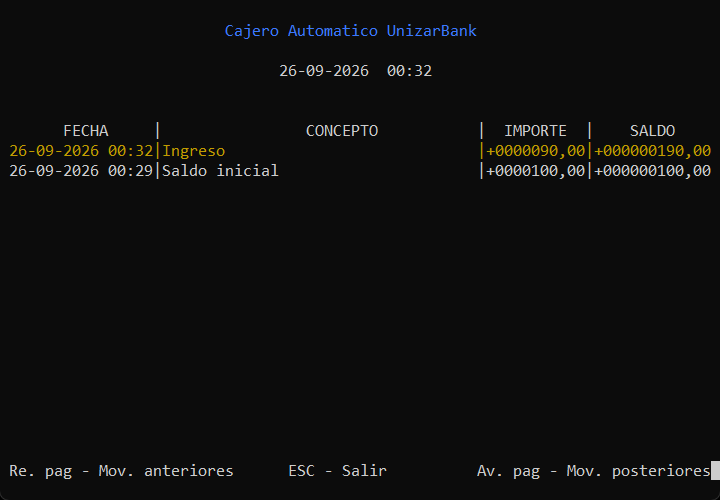 Cajero Automatico UnizarBank
26-09-2026 00:32
FECHA | CONCEPTO | IMPORTE | SALDO
26-09-2026 00:32|Ingreso |+0000090,00|+000000190,00
26-09-2026 00:29|Saldo inicial |+0000100,00|+000000100,00
Re. pag - Mov. anteriores ESC - Salir Av. pag - Mov. posteriores